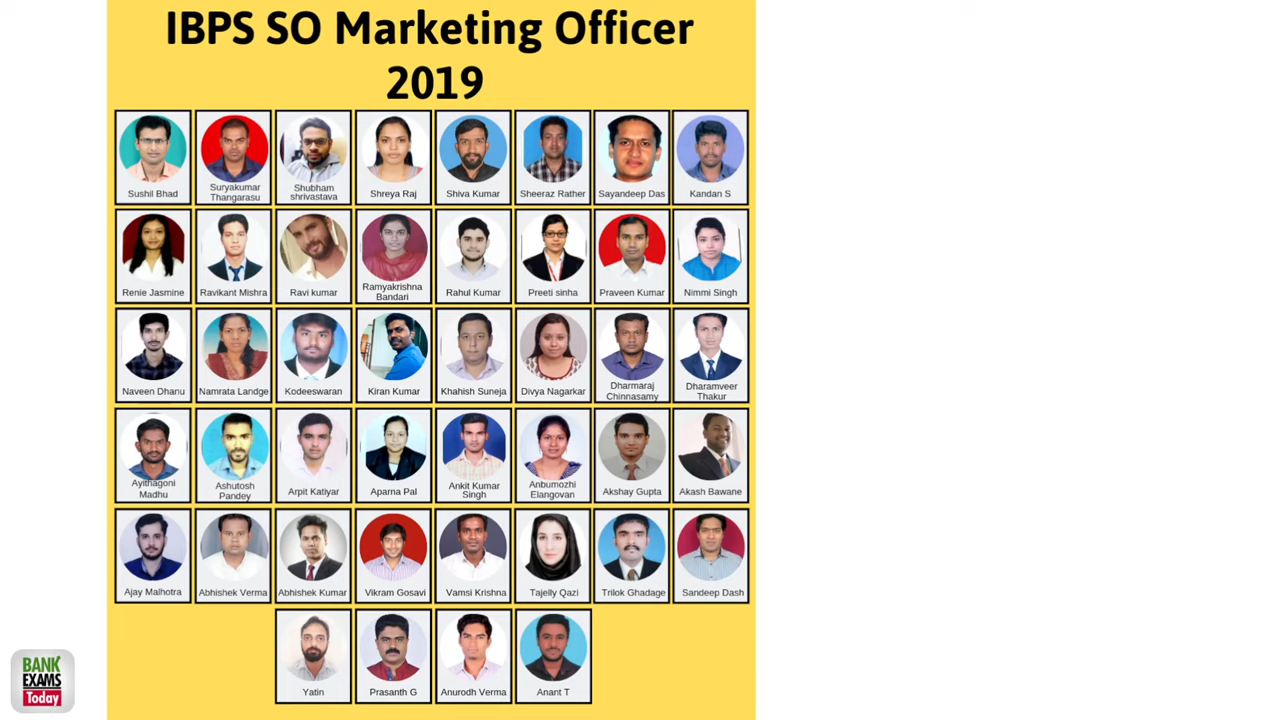 IBPS SO Marketing Officer
2019
Sushil Bhad
Suryakumar
Thangarasu
Shubham
shrivastava
Shreya Raj
Shiva Kumar
Sheeraz Rather
Sayandeep Das
Kandan S
Renie Jasmine
Ravikant Mishra
Ravi kumar
Ramyakrishna
Bandari
Rahul Kumar
Preeti sinha
Praveen Kumar
Nimmi Singh
Naveen Dhanu
Namrata Landge
Kodeeswaran
Kiran Kumar
Khahish Suneja
Divya Nagarkar
Dharmaraj
Chinnasamy
Dharamveer
Thakur
Ayithagoni
Madhu
Ashutosh
Pandey
Arpit Katiyar
Aparna Pal
Ankit Kumar
Singh
Anbumozhi
Elangovan
Akshay Gupta
Akash Bawane
Ajay Malhotra
Abhishek Verma
Abhishek Kumar
Vikram Gosavi
Vamsi Krishna
Tajelly Qazi
Trilok Ghadage
Sandeep Dash
Yatin
Prasanth G
Anurodh Verma
Anant T
BANK
EXAMS
Today